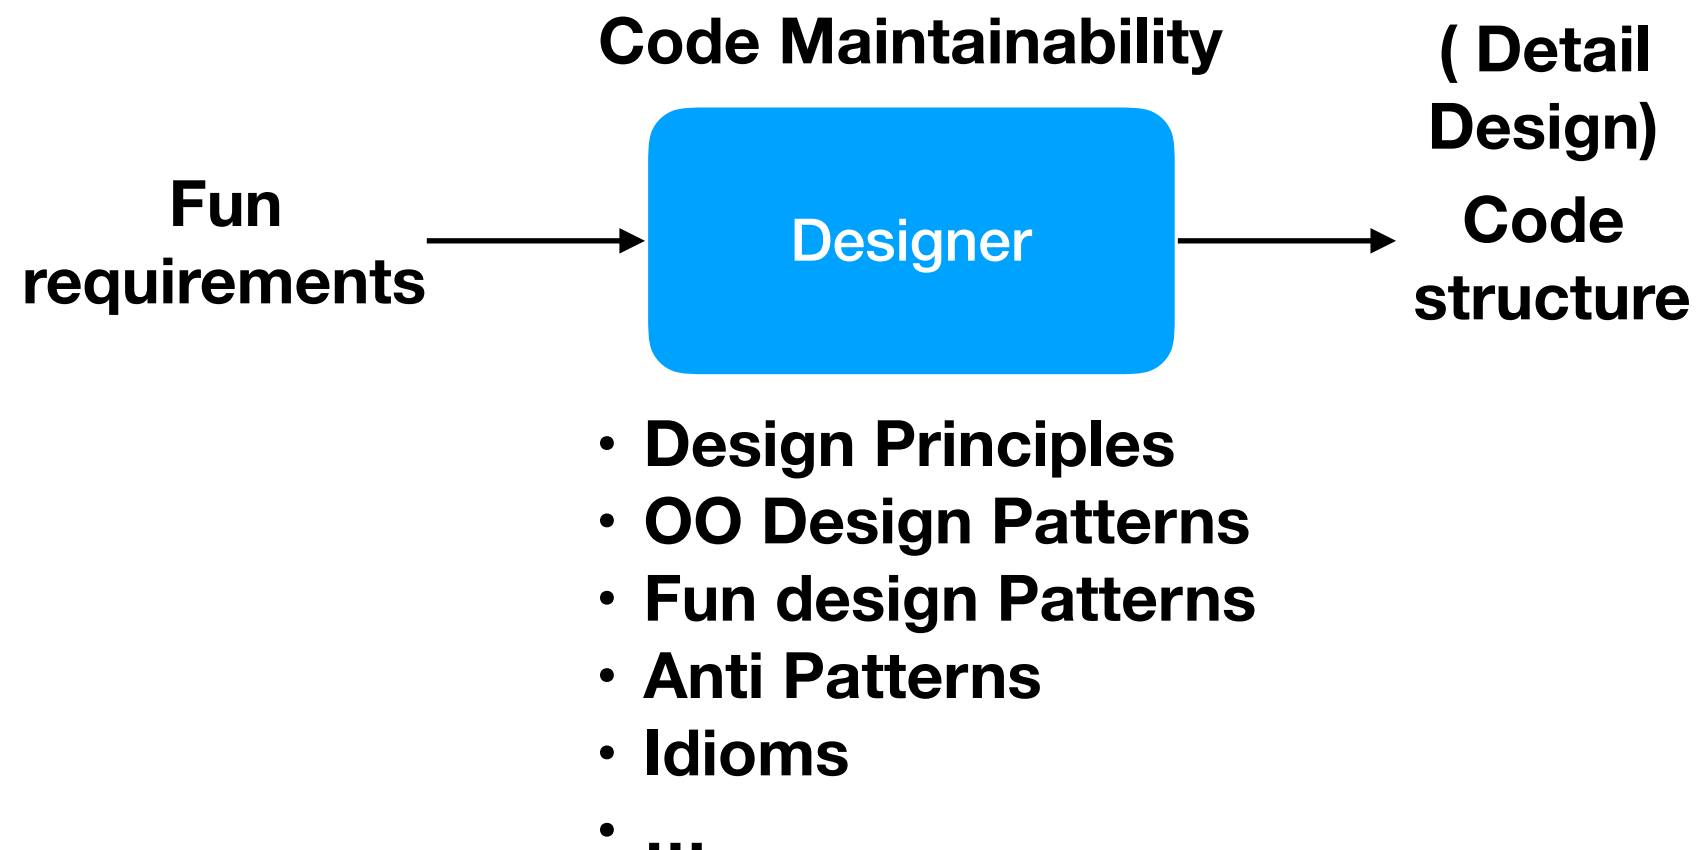 Code Maintainability
( Detail
Design)
Fun
requirements
Designer
Code
structure
• Design Principles
• OO Design Patterns
• Fun design Patterns
• Anti Patterns
• Idioms
• ...